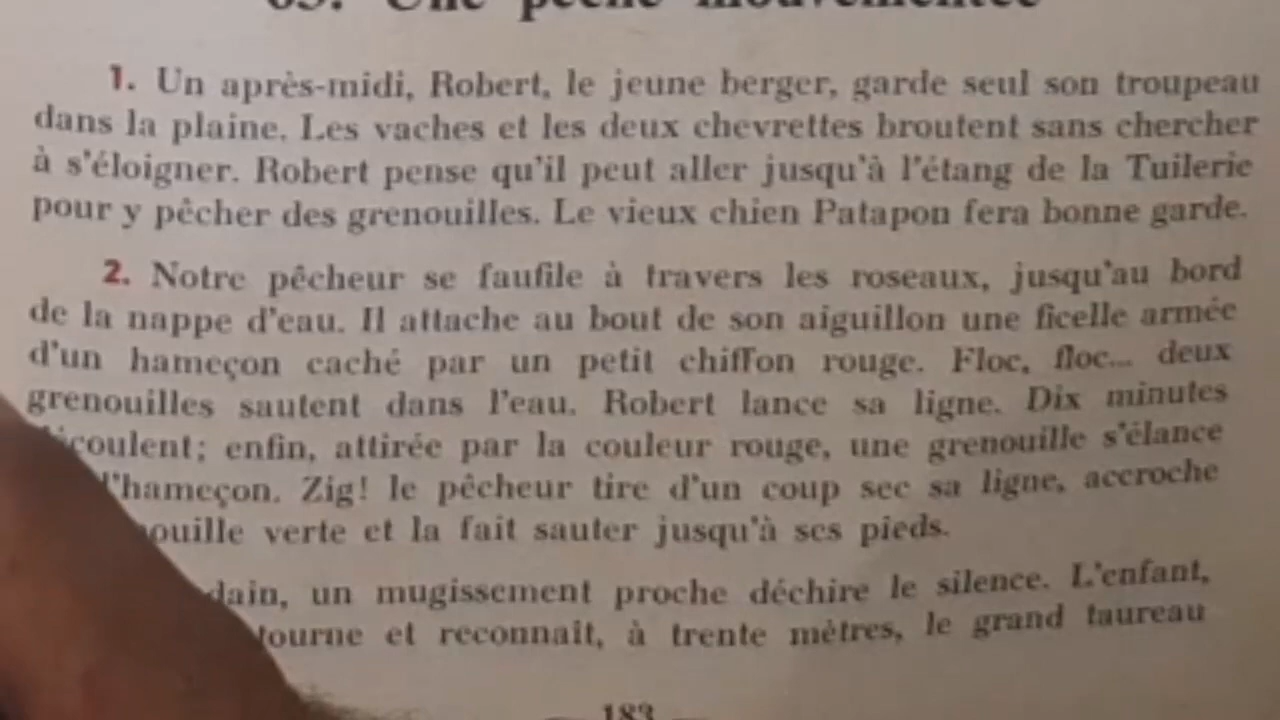 63. Une pêche mouvementée
1. Un après-midi, Robert, le jeune berger, garde seul son troupeau
dans la plaine. Les vaches et les deux chevrettes broutent sans chercher
à s'éloigner. Robert pense qu'il peut aller jusqu'à l'étang de la Tuilerie
pour y pêcher des grenouilles. Le vieux chien Patapon fera bonne garde.
2. Notre pêcheur se faufile à travers les roseaux, jusqu'au bord
de la nappe d'eau. Il attache au bout de son aiguillon une ficelle armée
d'un hameçon caché par un petit chiffon rouge. Floc, floc... deux
grenouilles sautent dans l'eau. Robert lance sa ligne. Dix minutes
coulent; enfin, attirée par la couleur rouge, une grenouille s'élance
l'hameçon. Zig! le pêcheur tire d'un coup sec sa ligne, accroche
ouille verte et la fait sauter jusqu'à ses pieds.
dain, un mugissement proche déchire le silence. L'enfant,
tourne et reconnaît, à trente mètres, le grand taureau
183